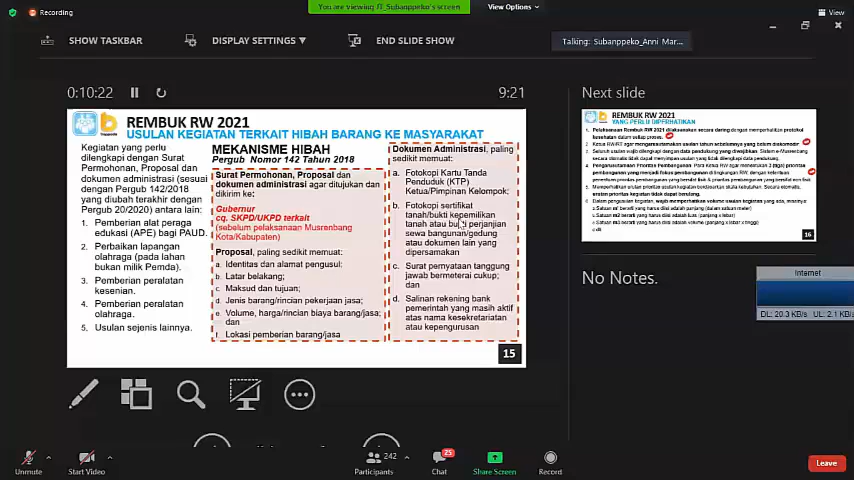 Recording
You are viewing JT_Subanppeko's screen
View Options
View
SHOW TASKBAR
DISPLAY SETTINGS
END SLIDE SHOW
Talking: Subanppeko_Anni Mar...
0:10:22
9:21
Next slide
REMBUK RW 2021
USULAN KEGIATAN TERKAIT HIBAH BARANG KE MASYARAKAT
Kegiatan yang perlu
dilengkapi dengan Surat
Permohonan, Proposal dan
dokumen administrasi (sesuai
dengan Pergub 142/2018
yang diubah terakhir dengan
Pergub 20/2020) antara lain:
1. Pemberian alat peraga
edukasi (APE) bagi PAUD.
2. Perbaikan lapangan
olahraga (pada lahan
bukan milik Pemda).
3. Pemberian peralatan
kesenian.
4. Pemberian peralatan
olahraga.
5. Usulan sejenis lainnya.
MEKANISME HIBAH
Pergub Nomor 142 Tahun 2018
Surat Permohonan, Proposal dan
dokumen administrasi agar ditujukan dan
dikirim ke:
Gubernur
cq. SKPD/UKPD terkait
(sebelum pelaksanaan Musrenbang
Kota/Kabupaten)
Proposal, paling sedikit memuat:
a. Identitas dan alamat pengusul;
b. Latar belakang;
c. Maksud dan tujuan;
d. Jenis barang/rincian pekerjaan jasa;
e. Volume, harga/rincian biaya barang/jasa;
dan
f. Lokasi pemberian barang/jasa
Dokumen Administrasi, paling
sedikit memuat:
a. Fotokopi Kartu Tanda
Penduduk (KTP)
Ketua/Pimpinan Kelompok;
b. Fotokopi sertifikat
tanah/bukti kepemilikan
tanah atau bukti perjanjian
sewa bangunan/gedung
atau dokumen lain yang
dipersamakan
c. Surat pernyataan tanggung
jawab bermeterai cukup;
dan
d. Salinan rekening bank
pemerintah yang masih aktif
atas nama kesekretariatan
atau kepengurusan
15
REMBUK RW 2021
YANG PERLU DIPERHATIKAN
16
No Notes.
Internet
DL: 20.3 KB/s UL: 2.1 KB/
Unmute
Start Video
242
Participants
25
Chat
Share Screen
Record
Leave